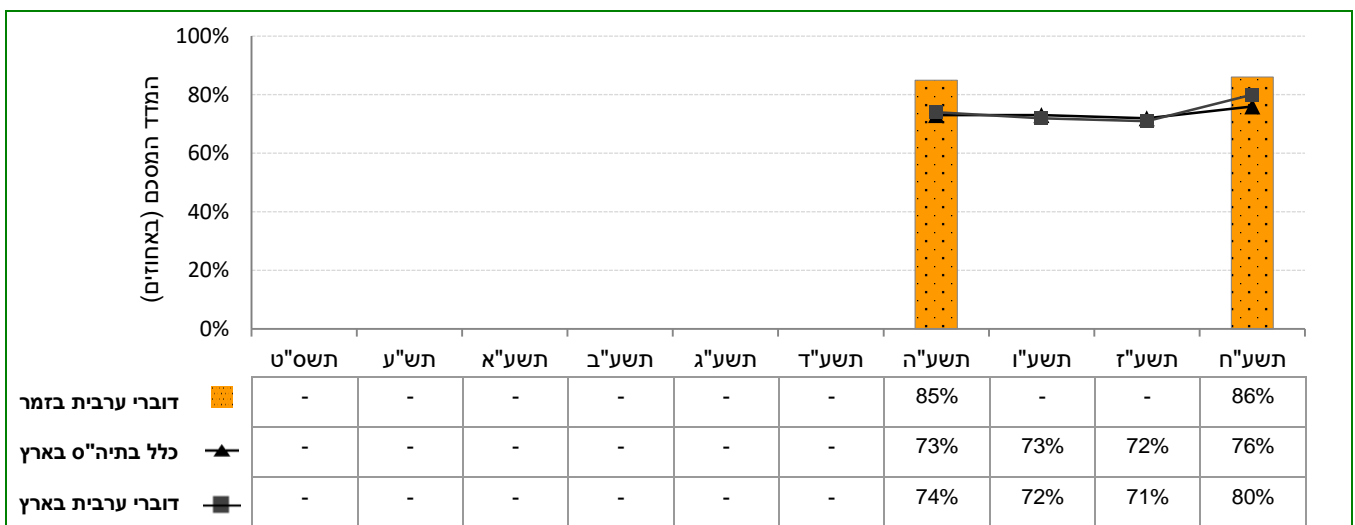 המדד המסכם (באחוזים)
100%
80%
60%
40%
20%
0%
תשס"ט תש"ע תשע"א תשע"ב תשע"ג תשע"ד תשע"ה תשע"ו תשע"ז תשע"ח
דוברי ערבית בזמר - - - - - - 85% - - 86%
כלל בתיה"ס בארץ - - - - - - 73% 73% 72% 76%
דוברי ערבית בארץ - - - - - - 74% 72% 71% 80%